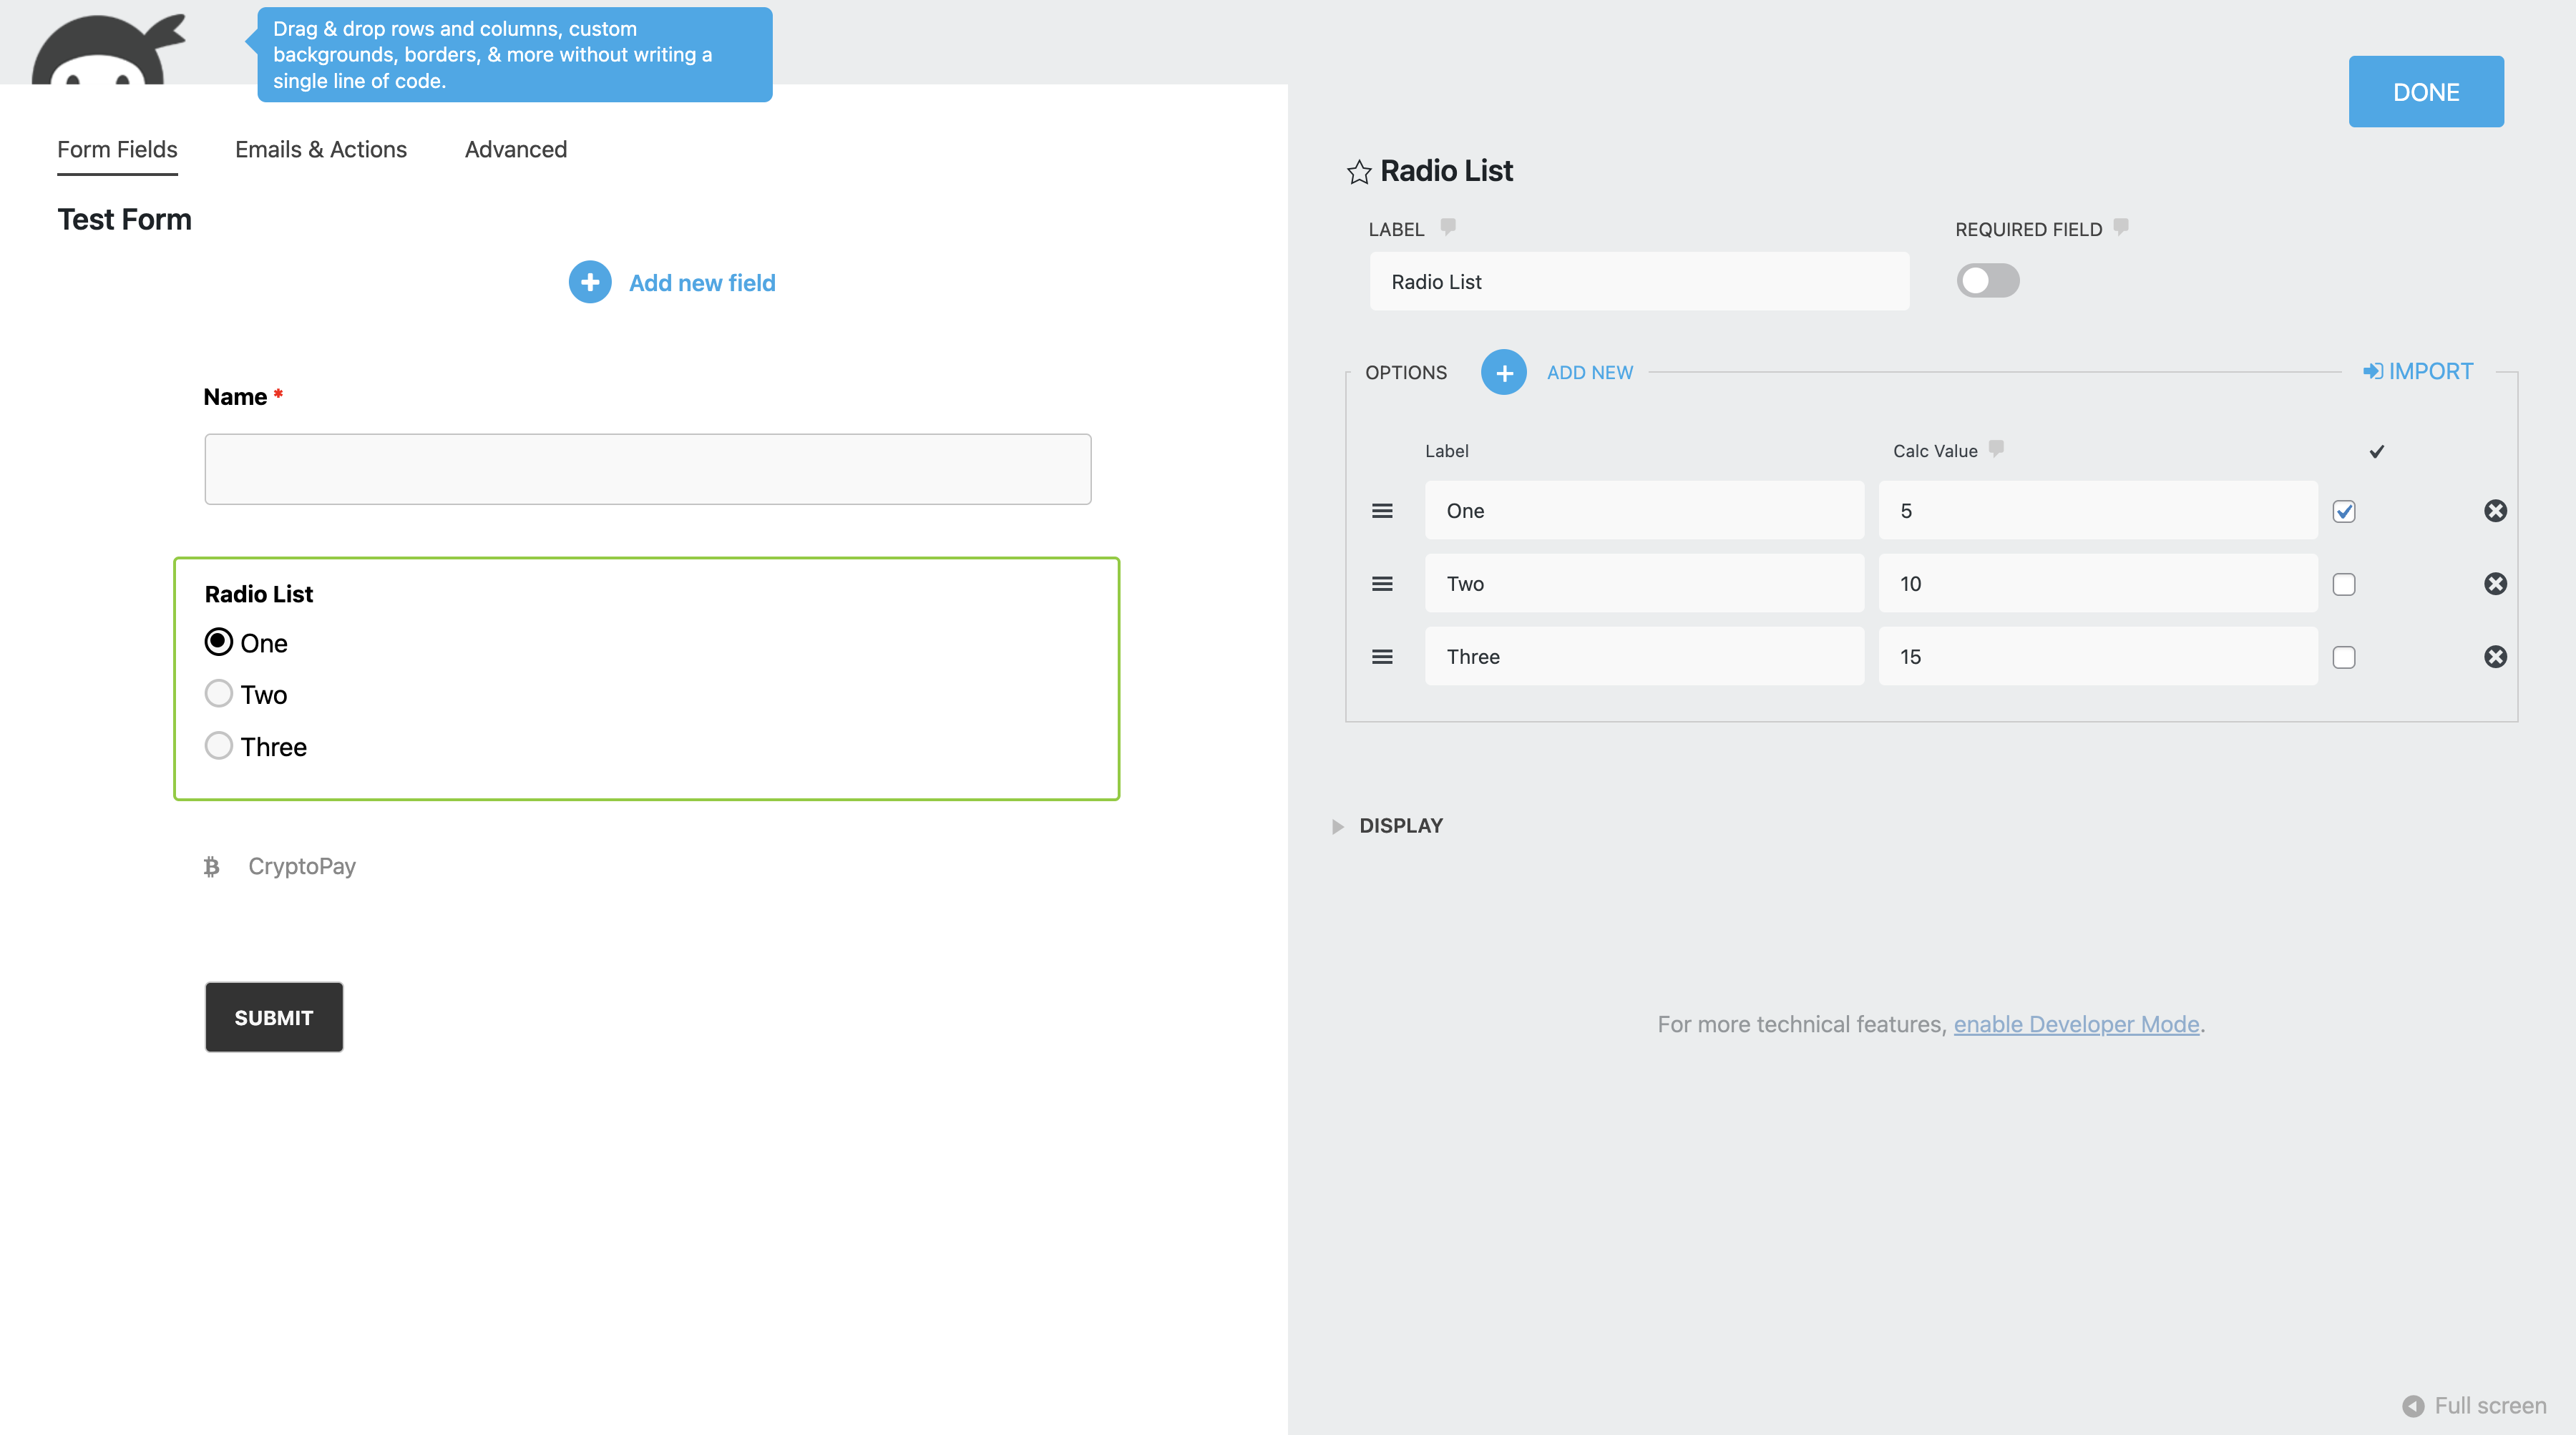 Drag & drop rows and columns, custom
backgrounds, borders, & more without writing a
single line of code.
DONE
Form Fields
Emails & Actions
Advanced
Test Form
Add new field
Name *
Radio List
One
Two
Three
CryptoPay
SUBMIT
Radio List
LABEL
REQUIRED FIELD
Radio List
OPTIONS
ADD NEW
IMPORT
Label
Calc Value
One
5
Two
10
Three
15
DISPLAY
For more technical features, enable Developer Mode.
Full screen